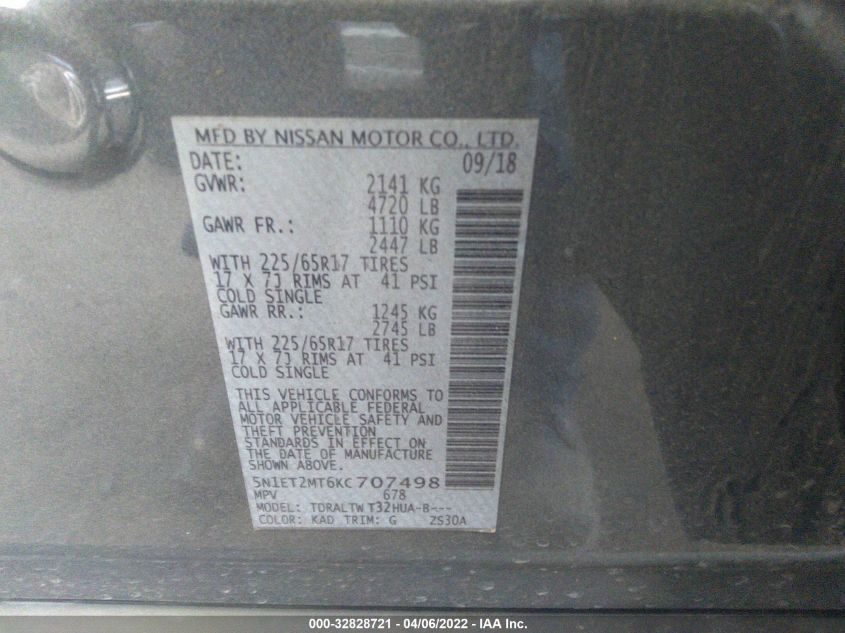 MFD BY NISSAN MOTOR CO., LTD.
DATE: 09/18
GVWR: 2141 KG
4720 LB
GAWR FR.: 1110 KG
2447 LB
WITH 225/65R17 TIRES
17 X 7J RIMS AT 41 PSI
COLD SINGLE
GAWR RR.: 1245 KG
2745 LB
WITH 225/65R17 TIRES
17 X 7J RIMS AT 41 PSI
COLD SINGLE
THIS VEHICLE CONFORMS TO
ALL APPLICABLE FEDERAL
MOTOR VEHICLE SAFETY AND
THEFT PREVENTION
STANDARDS IN EFFECT ON
THE DATE OF MANUFACTURE
SHOWN ABOVE.
5N1ET2MT6KC707498
MPV 678
MODEL: TDRALTW T32HUA-B---
COLOR: KAD TRIM: G ZS30A
000-32828721 - 04/06/2022 - IAA Inc.